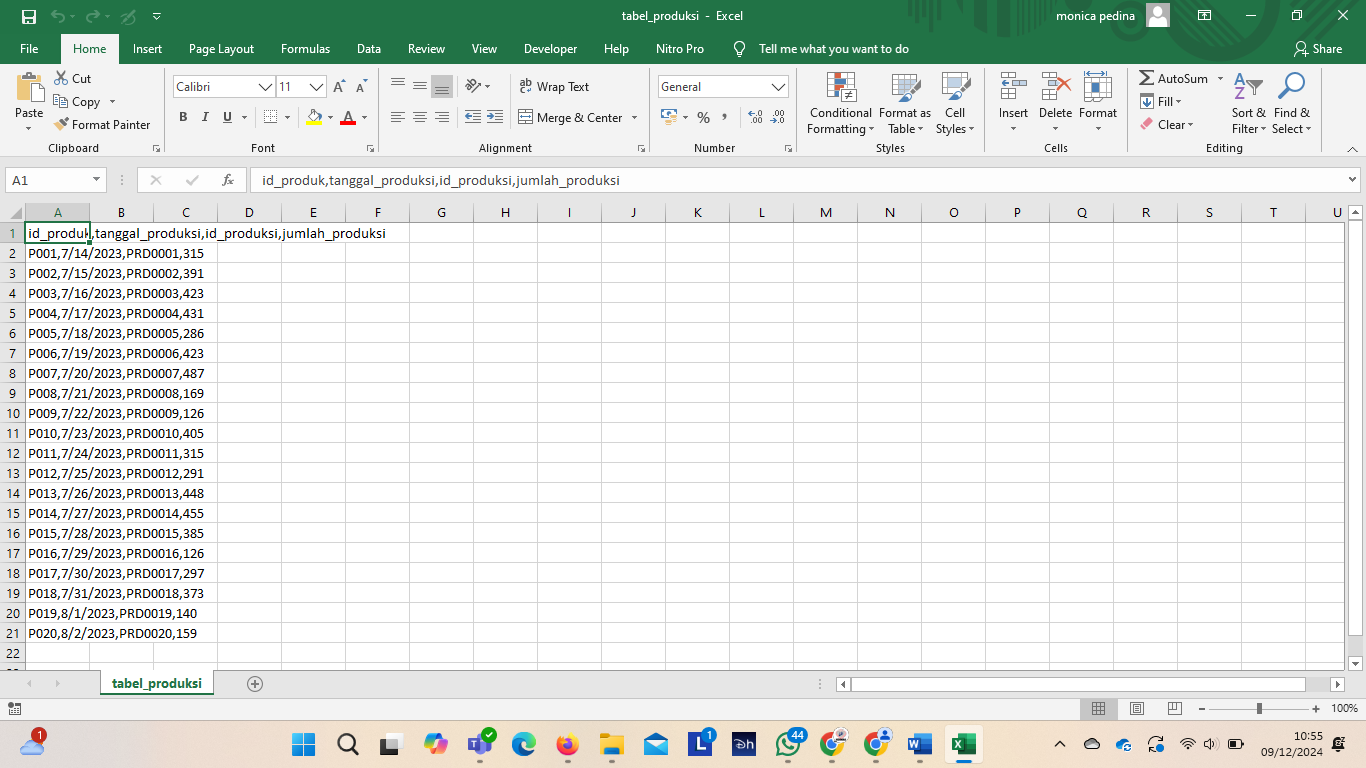 tabel_produksi - Excel
monica pedina
File Home Insert Page Layout Formulas Data Review View Developer Help Nitro Pro Tell me what you want to do Share
Paste
Cut
Copy
Format Painter
Clipboard
Calibri 11
B I U
Font
Wrap Text
Merge & Center
Alignment
General
Number
Conditional Formatting
Format as Table
Cell Styles
Styles
Insert Delete Format
Cells
AutoSum
Fill
Clear
Sort & Filter
Find & Select
Editing
A1 fx id_produk,tanggal_produksi,id_produksi,jumlah_produksi
A B C D E F G H I J K L M N O P Q R S T U
1 id_produk,tanggal_produksi,id_produksi,jumlah_produksi
2 P001,7/14/2023,PRD0001,315
3 P002,7/15/2023,PRD0002,391
4 P003,7/16/2023,PRD0003,423
5 P004,7/17/2023,PRD0004,431
6 P005,7/18/2023,PRD0005,286
7 P006,7/19/2023,PRD0006,423
8 P007,7/20/2023,PRD0007,487
9 P008,7/21/2023,PRD0008,169
10 P009,7/22/2023,PRD0009,126
11 P010,7/23/2023,PRD0010,405
12 P011,7/24/2023,PRD0011,315
13 P012,7/25/2023,PRD0012,291
14 P013,7/26/2023,PRD0013,448
15 P014,7/27/2023,PRD0014,455
16 P015,7/28/2023,PRD0015,385
17 P016,7/29/2023,PRD0016,126
18 P017,7/30/2023,PRD0017,297
19 P018,7/31/2023,PRD0018,373
20 P019,8/1/2023,PRD0019,140
21 P020,8/2/2023,PRD0020,159
22
tabel_produksi
100%
1
1
44
10:55
09/12/2024